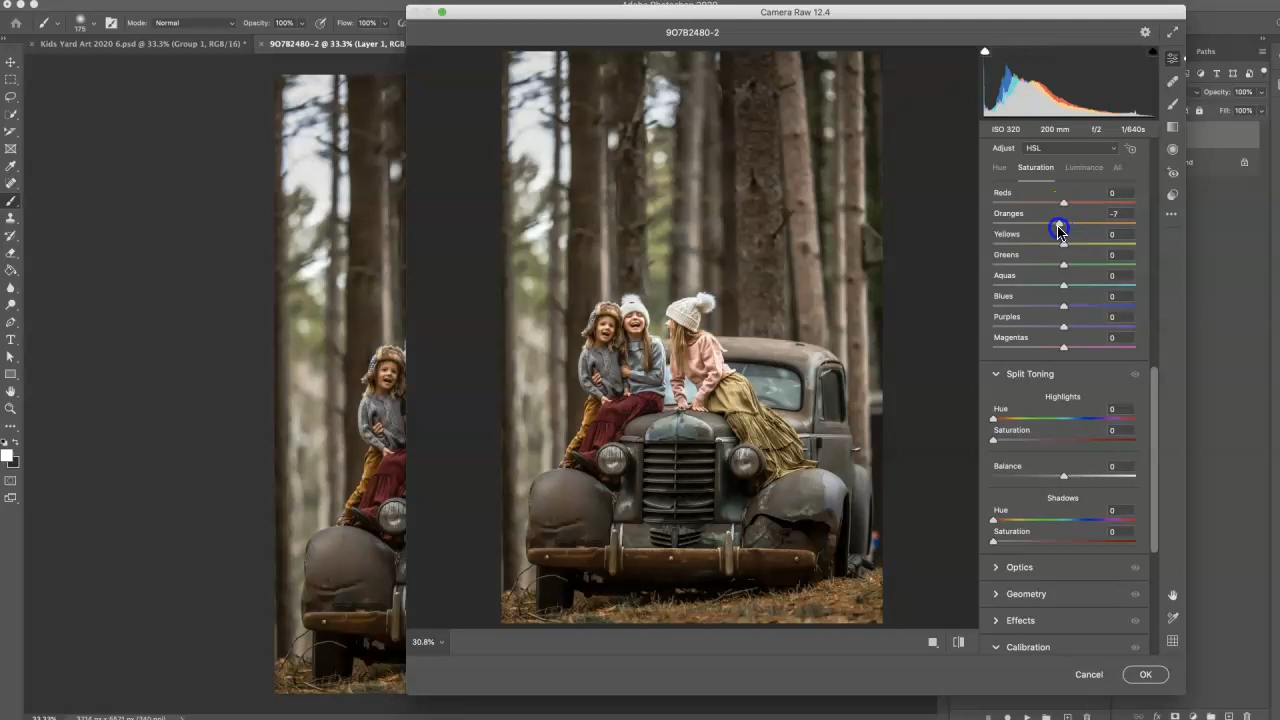 Camera Raw 12.4
Mode: Normal Opacity: 100% Flow: 100%
Kids Yard Art 2020 6.psd @ 33.3% (Group 1, RGB/16) *
9O7B2480-2 @ 33.3% (Layer 1, RGB,
175
9O7B2480-2
ISO 320 200 mm f/2 1/640s
Adjust HSL
Hue Saturation Luminance All
Reds 0
Oranges -7
Yellows 0
Greens 0
Aquas 0
Blues 0
Purples 0
Magentas 0
Split Toning
Highlights
Hue 0
Saturation 0
Balance 0
Shadows
Hue 0
Saturation 0
Optics
Geometry
Effects
Calibration
30.8%
Cancel OK
Paths
Opacity: 100%
Fill: 100%